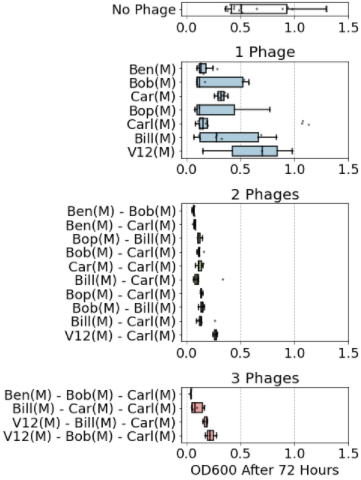 No Phage
0.0 0.5 1.0 1.5
1 Phage
Ben(M)
Bob(M)
Car(M)
Bop(M)
Carl(M)
Bill(M)
V12(M)
0.0 0.5 1.0 1.5
2 Phages
Ben(M) - Bob(M)
Ben(M) - Carl(M)
Bop(M) - Bill(M)
Bob(M) - Carl(M)
Car(M) - Carl(M)
Bill(M) - Car(M)
Bop(M) - Carl(M)
Bob(M) - Bill(M)
Bill(M) - Carl(M)
V12(M) - Carl(M)
0.0 0.5 1.0 1.5
3 Phages
Ben(M) - Bob(M) - Carl(M)
Bill(M) - Car(M) - Carl(M)
V12(M) - Bill(M) - Car(M)
V12(M) - Bob(M) - Carl(M)
0.0 0.5 1.0 1.5
OD600 After 72 Hours